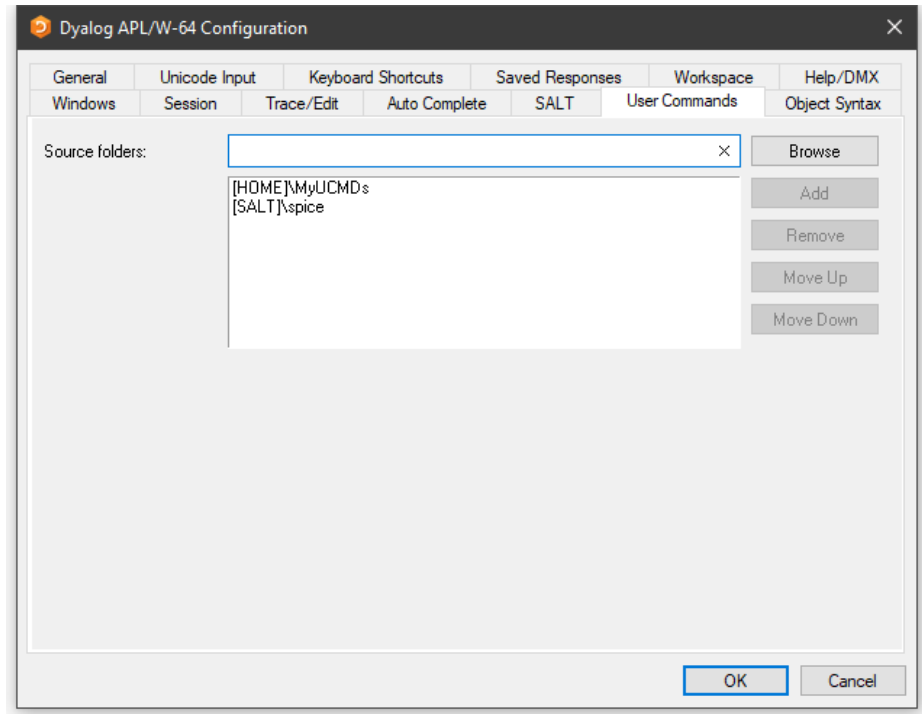 Dyalog APL/W-64 Configuration
General Unicode Input Keyboard Shortcuts Saved Responses Workspace Help/DMX
Windows Session Trace/Edit Auto Complete SALT User Commands Object Syntax
Source folders: Browse
[HOME]\MyUCMDs
[SALT]\spice
Add
Remove
Move Up
Move Down
OK Cancel